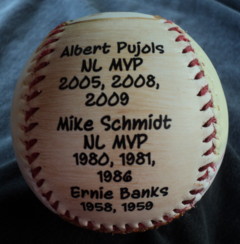 Albert Pujols
NL MVP
2005, 2008,
2009
Mike Schmidt
NL MVP
1980, 1981,
1986
Ernie Banks
1958, 1959